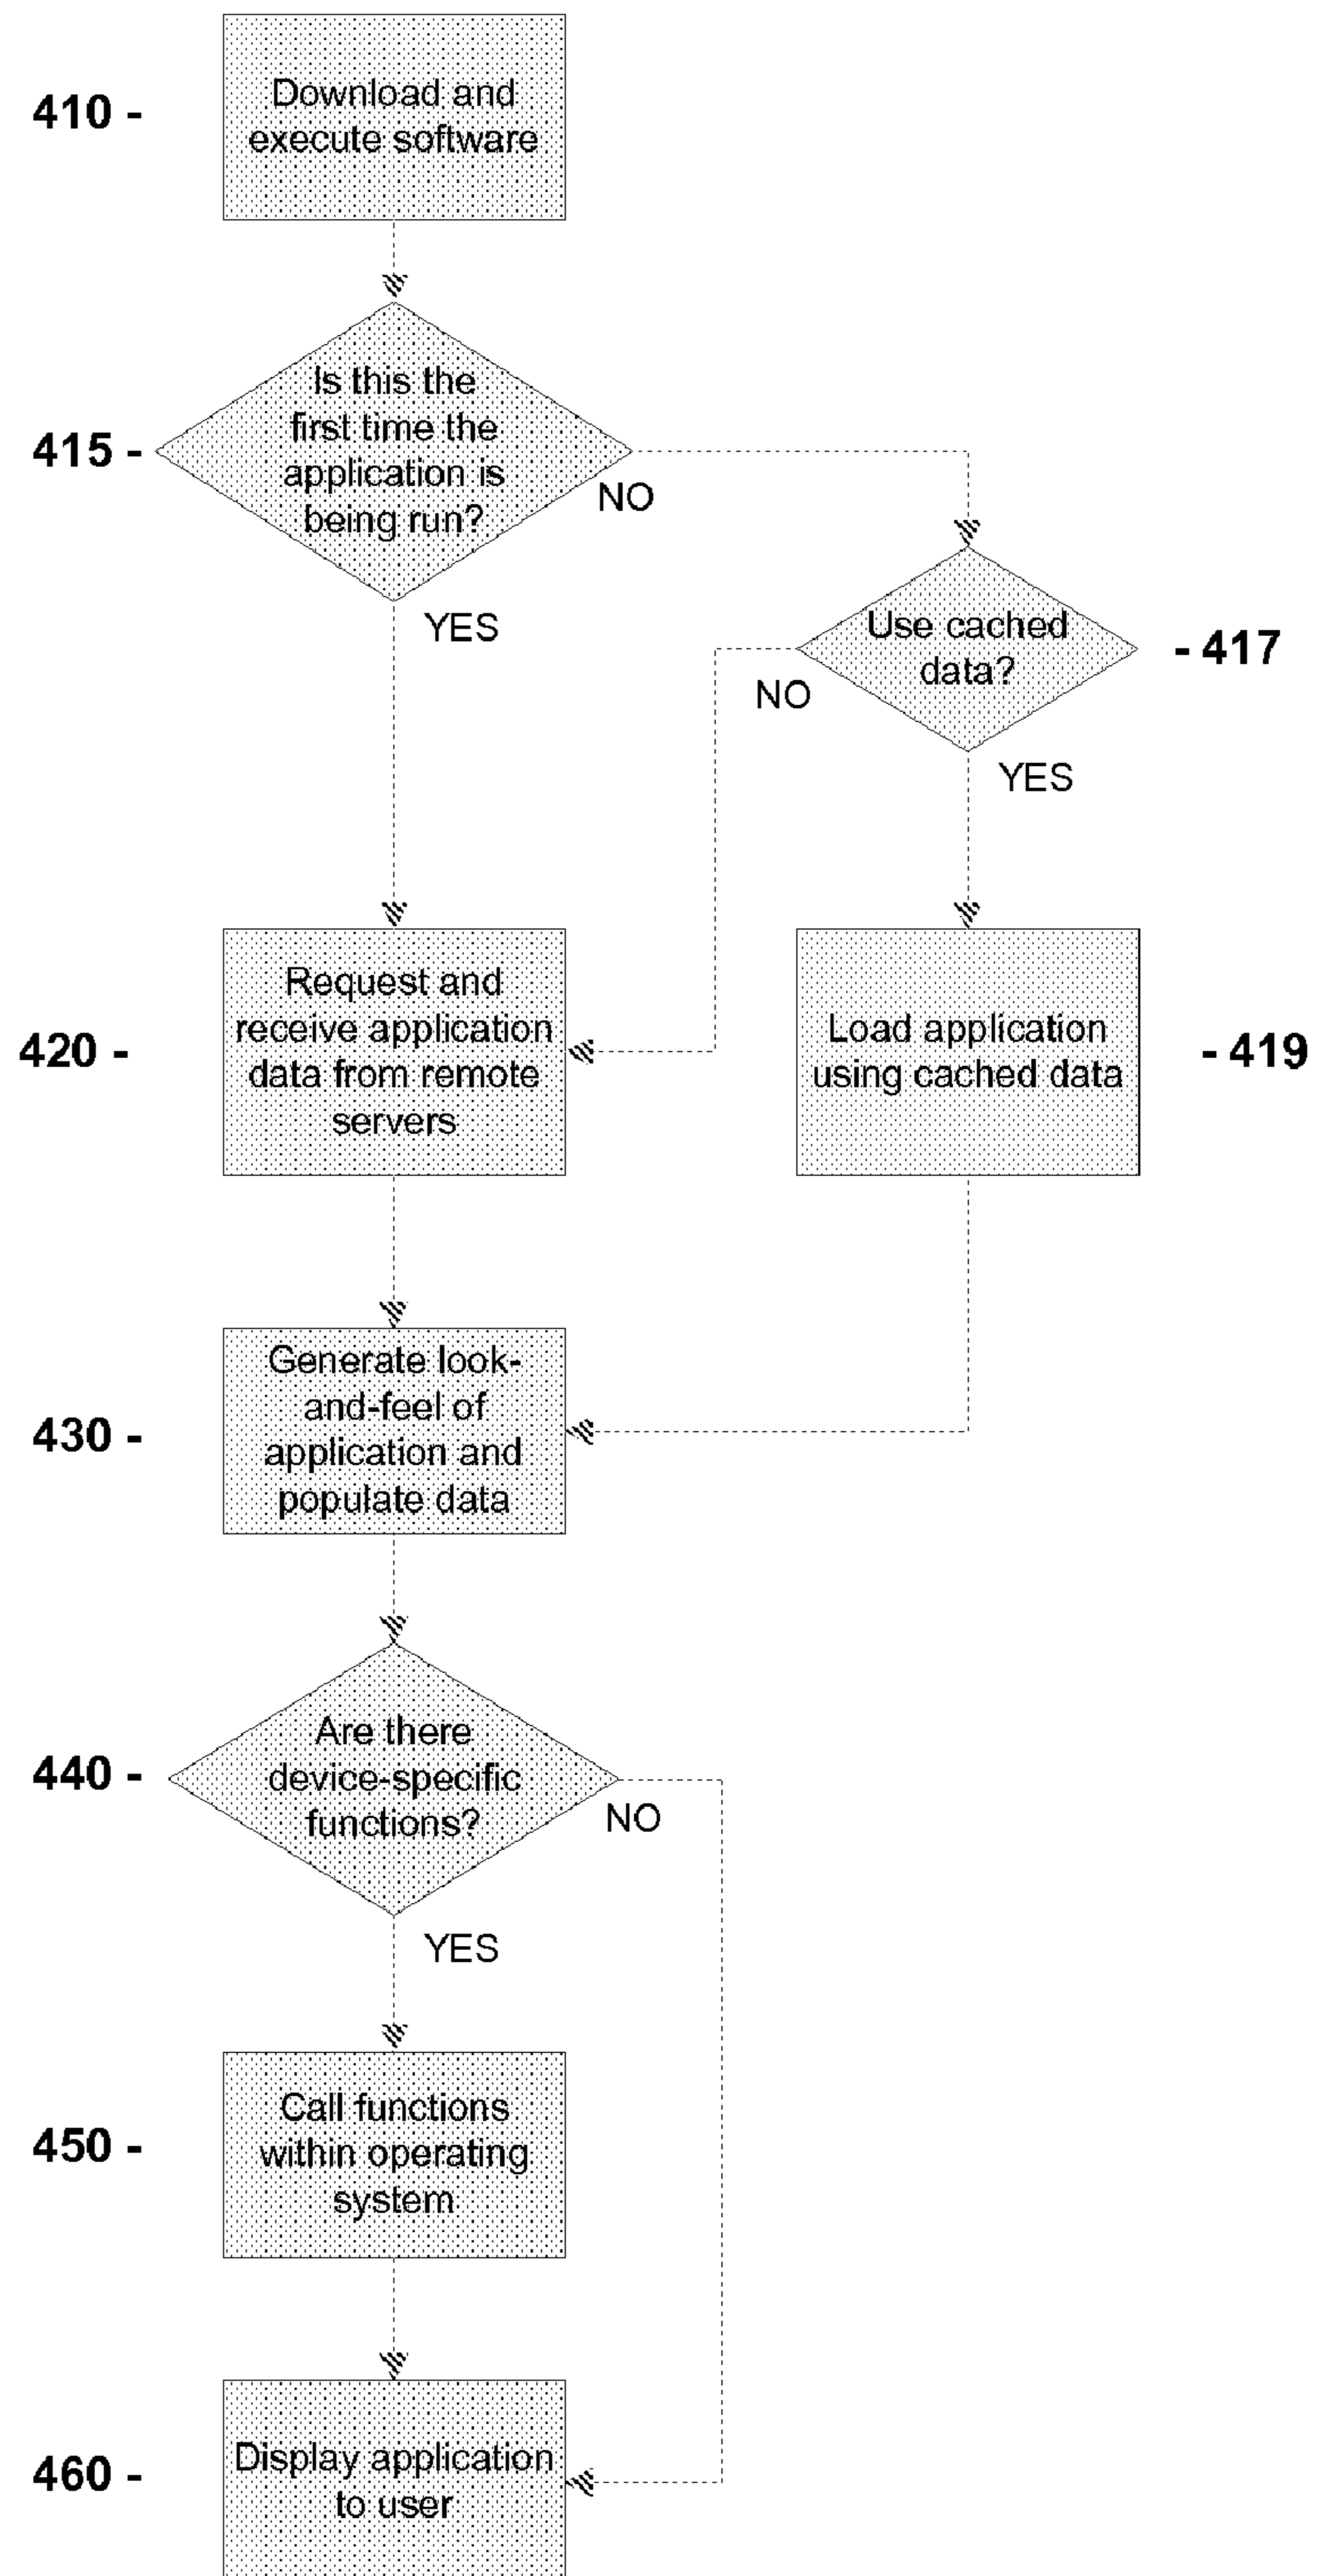 410 -
Download and
execute software
415 -
Is this the
first time the
application is
being run?
NO
YES
Use cached
data?
- 417
NO
YES
420 -
Request and
receive application
data from remote
servers
Load application
using cached data
- 419
430 -
Generate look-
and-feel of
application and
populate data
440 -
Are there
device-specific
functions?
NO
YES
450 -
Call functions
within operating
system
460 -
Display application
to user